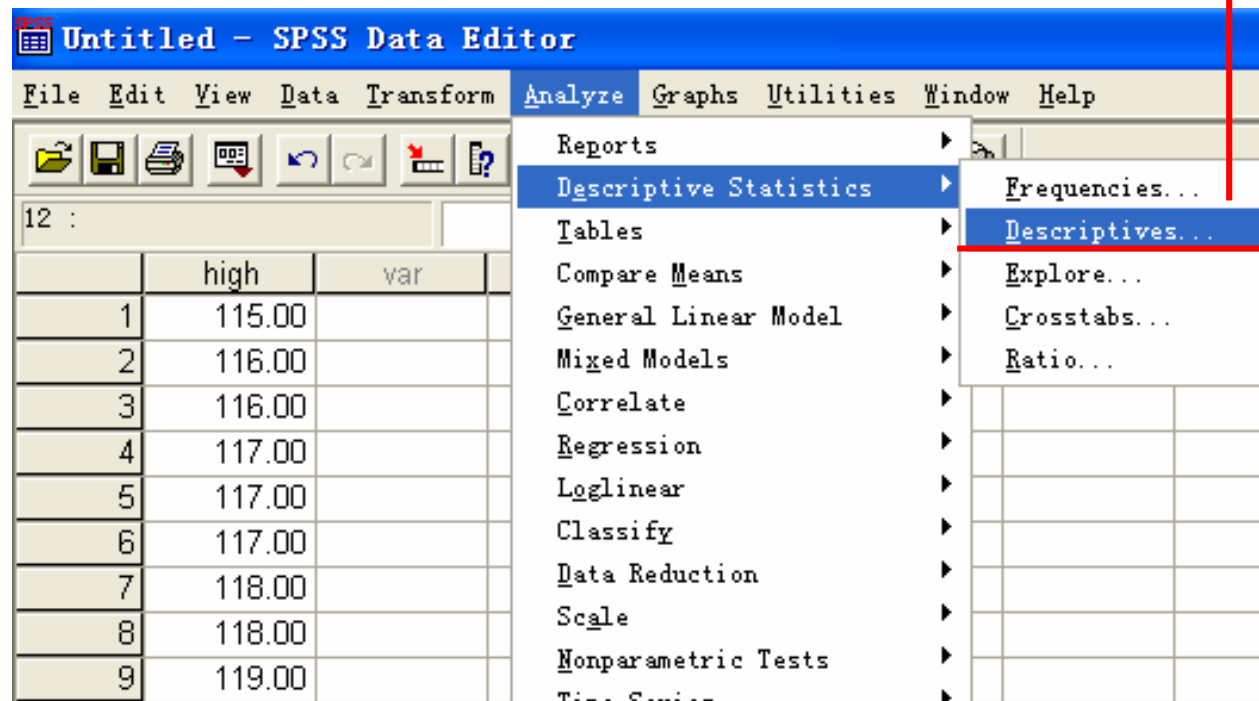 SPSS
Untitled - SPSS Data Editor
File Edit View Data Transform Analyze Graphs Utilities Window Help
12 :
Reports
Descriptive Statistics
Tables
Compare Means
General Linear Model
Mixed Models
Correlate
Regression
Loglinear
Classify
Data Reduction
Scale
Nonparametric Tests
Time Series
Frequencies...
Descriptives...
Explore...
Crosstabs...
Ratio...
high var
1 115.00
2 116.00
3 116.00
4 117.00
5 117.00
6 117.00
7 118.00
8 118.00
9 119.00